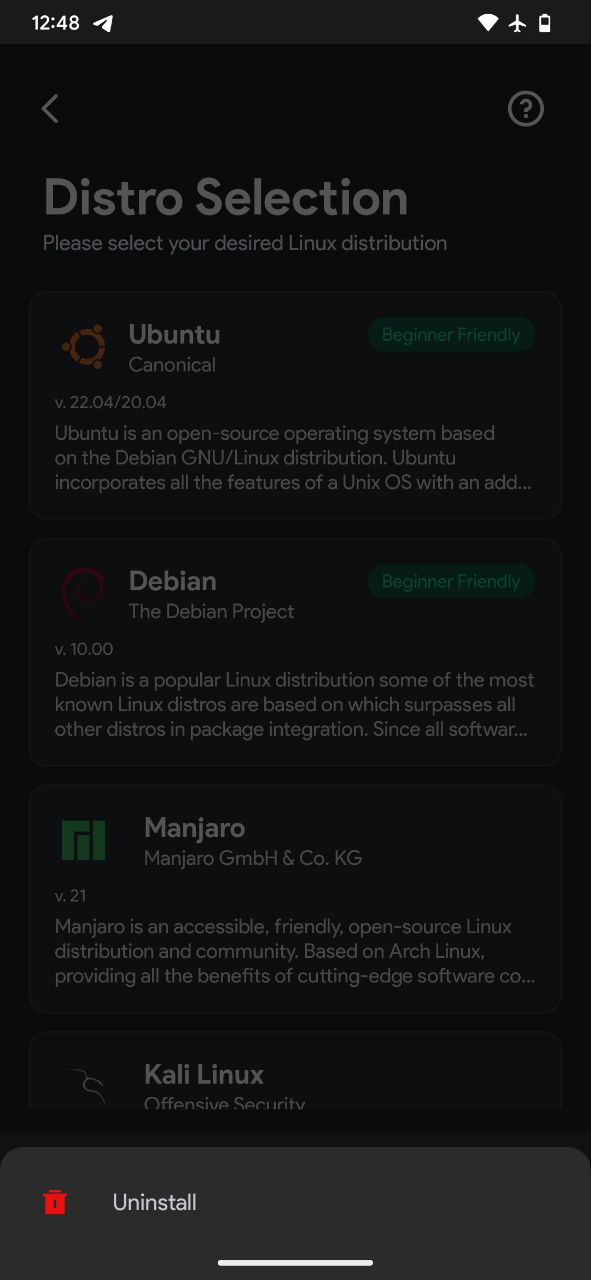 12:48
Distro Selection
Please select your desired Linux distribution
Ubuntu
Beginner Friendly
Canonical
v. 22.04/20.04
Ubuntu is an open-source operating system based
on the Debian GNU/Linux distribution. Ubuntu
incorporates all the features of a Unix OS with an add...
Debian
Beginner Friendly
The Debian Project
v. 10.00
Debian is a popular Linux distribution some of the most
known Linux distros are based on which surpasses all
other distros in package integration. Since all softwar...
Manjaro
Manjaro GmbH & Co. KG
v. 21
Manjaro is an accessible, friendly, open-source Linux
distribution and community. Based on Arch Linux,
providing all the benefits of cutting-edge software co...
Kali Linux
Offensive Security
Uninstall